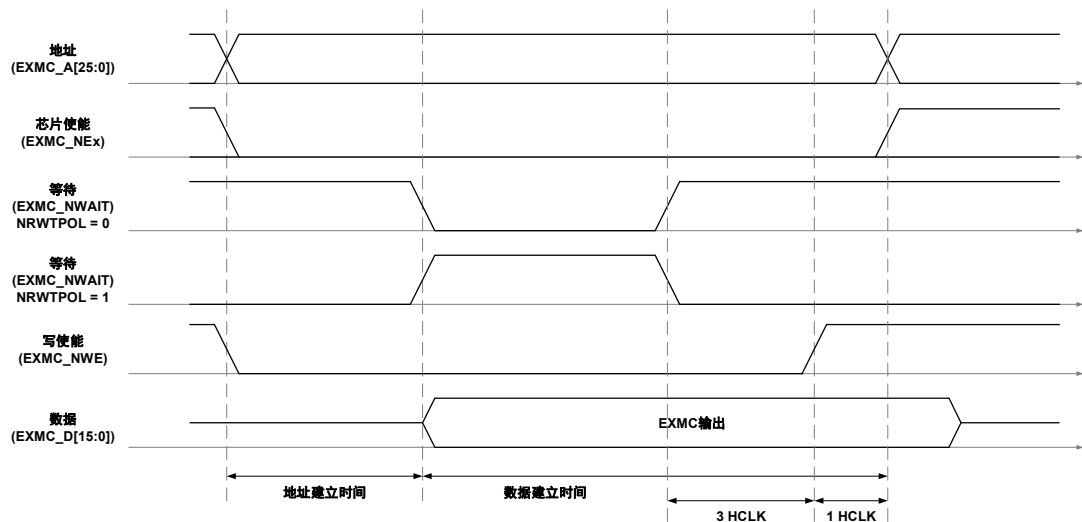 地址
(EXMC_A[25:0])
芯片使能
(EXMC_NEx)
等待
(EXMC_NWAIT)
NRWTPOL = 0
等待
(EXMC_NWAIT)
NRWTPOL = 1
写使能
(EXMC_NWE)
数据
(EXMC_D[15:0])
EXMC输出
地址建立时间
数据建立时间
3 HCLK
1 HCLK